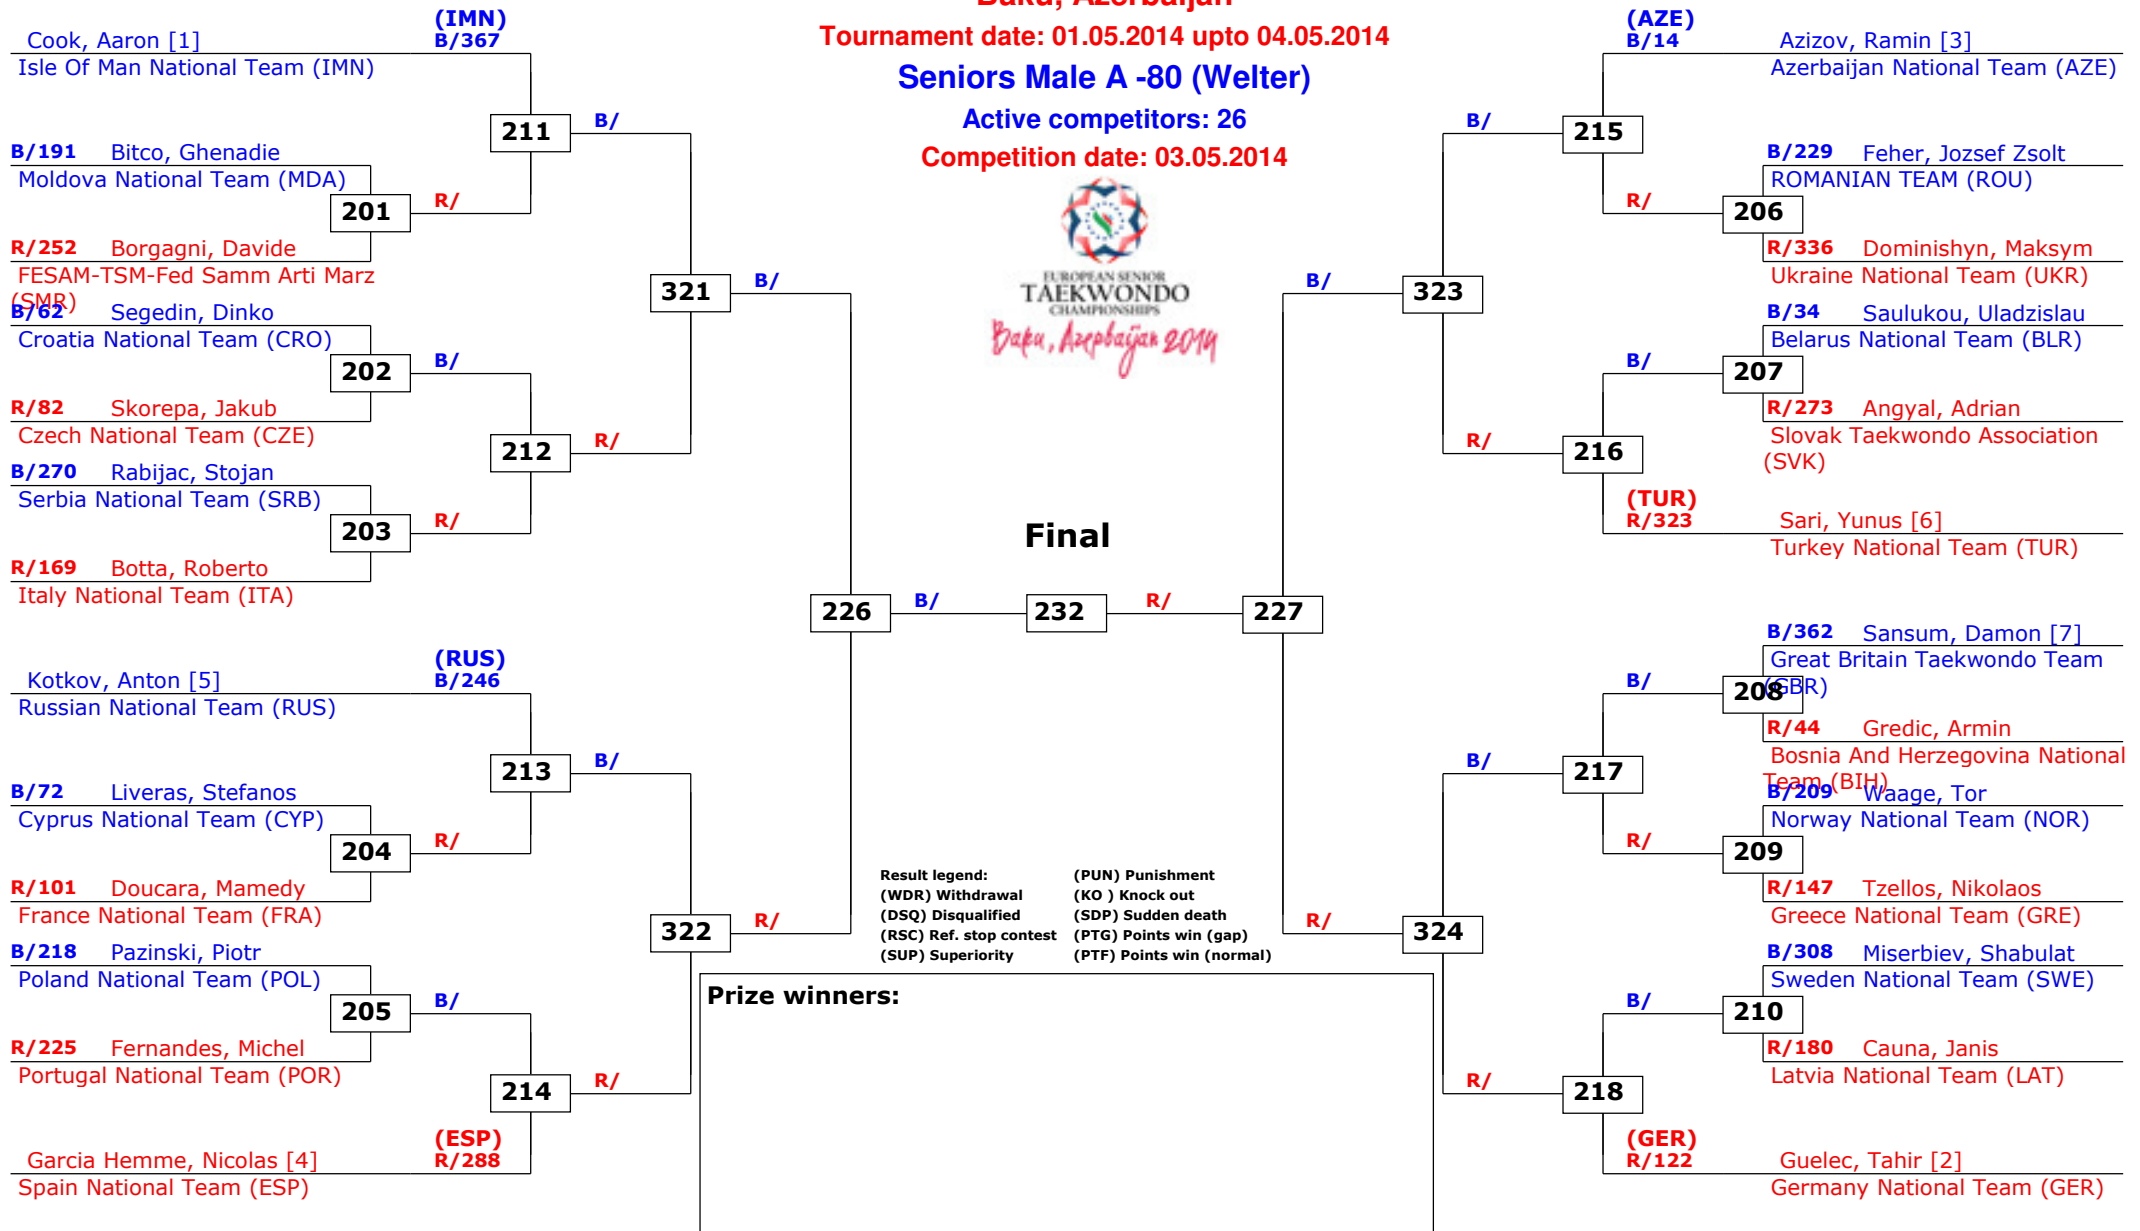 Baku, Azerbaijan
Tournament date: 01.05.2014 upto 04.05.2014
Seniors Male A -80 (Welter)
Active competitors: 26
Competition date: 03.05.2014
EUROPEAN SENIOR
TAEKWONDO
CHAMPIONSHIPS
Baku, Azerbaijan 2014
(IMN)
Cook, Aaron [1] B/367
Isle Of Man National Team (IMN)
211
B/
B/191 Bitco, Ghenadie
Moldova National Team (MDA)
201
R/
R/252 Borgagni, Davide
FESAM-TSM-Fed Samm Arti Marz
(SMR)
321
B/
B/62 Segedin, Dinko
Croatia National Team (CRO)
202
B/
R/82 Skorepa, Jakub
Czech National Team (CZE)
212
R/
B/270 Rabijac, Stojan
Serbia National Team (SRB)
203
R/
R/169 Botta, Roberto
Italy National Team (ITA)
226
B/
(RUS)
Kotkov, Anton [5] B/246
Russian National Team (RUS)
213
B/
B/72 Liveras, Stefanos
Cyprus National Team (CYP)
204
R/
R/101 Doucara, Mamedy
France National Team (FRA)
322
R/
B/218 Pazinski, Piotr
Poland National Team (POL)
205
B/
R/225 Fernandes, Michel
Portugal National Team (POR)
214
R/
(ESP)
Garcia Hemme, Nicolas [4] R/288
Spain National Team (ESP)
Final
232
R/
227
(AZE)
B/14 Azizov, Ramin [3]
Azerbaijan National Team (AZE)
B/
215
B/229 Feher, Jozsef Zsolt
ROMANIAN TEAM (ROU)
R/
206
R/336 Dominishyn, Maksym
Ukraine National Team (UKR)
B/
323
B/34 Saulukou, Uladzislau
Belarus National Team (BLR)
B/
207
R/273 Angyal, Adrian
Slovak Taekwondo Association
(SVK)
R/
216
(TUR)
R/323 Sari, Yunus [6]
Turkey National Team (TUR)
B/362 Sansum, Damon [7]
Great Britain Taekwondo Team
(GBR)
B/
208
R/44 Gredic, Armin
Bosnia And Herzegovina National
Team (BIH)
B/
217
B/209 Waage, Tor
Norway National Team (NOR)
R/
209
R/147 Tzellos, Nikolaos
Greece National Team (GRE)
R/
324
B/308 Miserbiev, Shabulat
Sweden National Team (SWE)
B/
210
R/180 Cauna, Janis
Latvia National Team (LAT)
R/
218
(GER)
R/122 Guelec, Tahir [2]
Germany National Team (GER)
Result legend: (PUN) Punishment
(WDR) Withdrawal (KO ) Knock out
(DSQ) Disqualified (SDP) Sudden death
(RSC) Ref. stop contest (PTG) Points win (gap)
(SUP) Superiority (PTF) Points win (normal)
Prize winners: